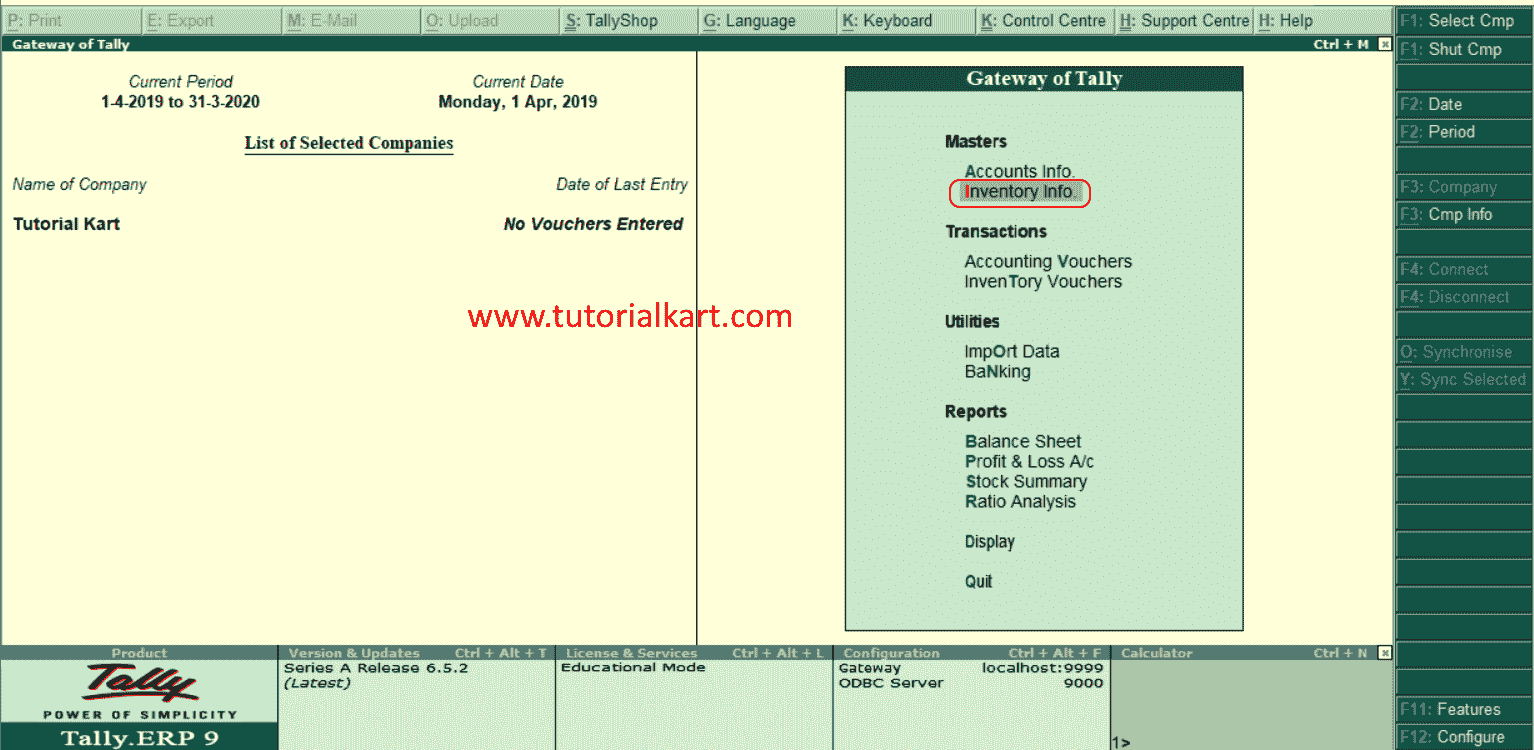 P: Print E: Export M: E-Mail O: Upload S: TallyShop G: Language K: Keyboard K: Control Centre H: Support Centre H: Help
Gateway of Tally Ctrl + M
Current Period Current Date
1-4-2019 to 31-3-2020 Monday, 1 Apr, 2019
List of Selected Companies
Name of Company Date of Last Entry
Tutorial Kart No Vouchers Entered
www.tutorialkart.com
Gateway of Tally
Masters
Accounts Info.
Inventory Info.
Transactions
Accounting Vouchers
InvenTory Vouchers
Utilities
ImpOrt Data
BaNking
Reports
Balance Sheet
Profit & Loss A/c
Stock Summary
Ratio Analysis
Display
Quit
F1: Select Cmp
F1: Shut Cmp
F2: Date
F2: Period
F3: Company
F3: Cmp Info
F4: Connect
F4: Disconnect
O: Synchronise
Y: Sync Selected
F11: Features
F12: Configure
Product
Tally
POWER OF SIMPLICITY
Tally.ERP 9
Version & Updates Ctrl + Alt + T
Series A Release 6.5.2
(Latest)
License & Services Ctrl + Alt + L
Educational Mode
Configuration Ctrl + Alt + F
Gateway localhost:9999
ODBC Server 9000
Calculator Ctrl + N
1>